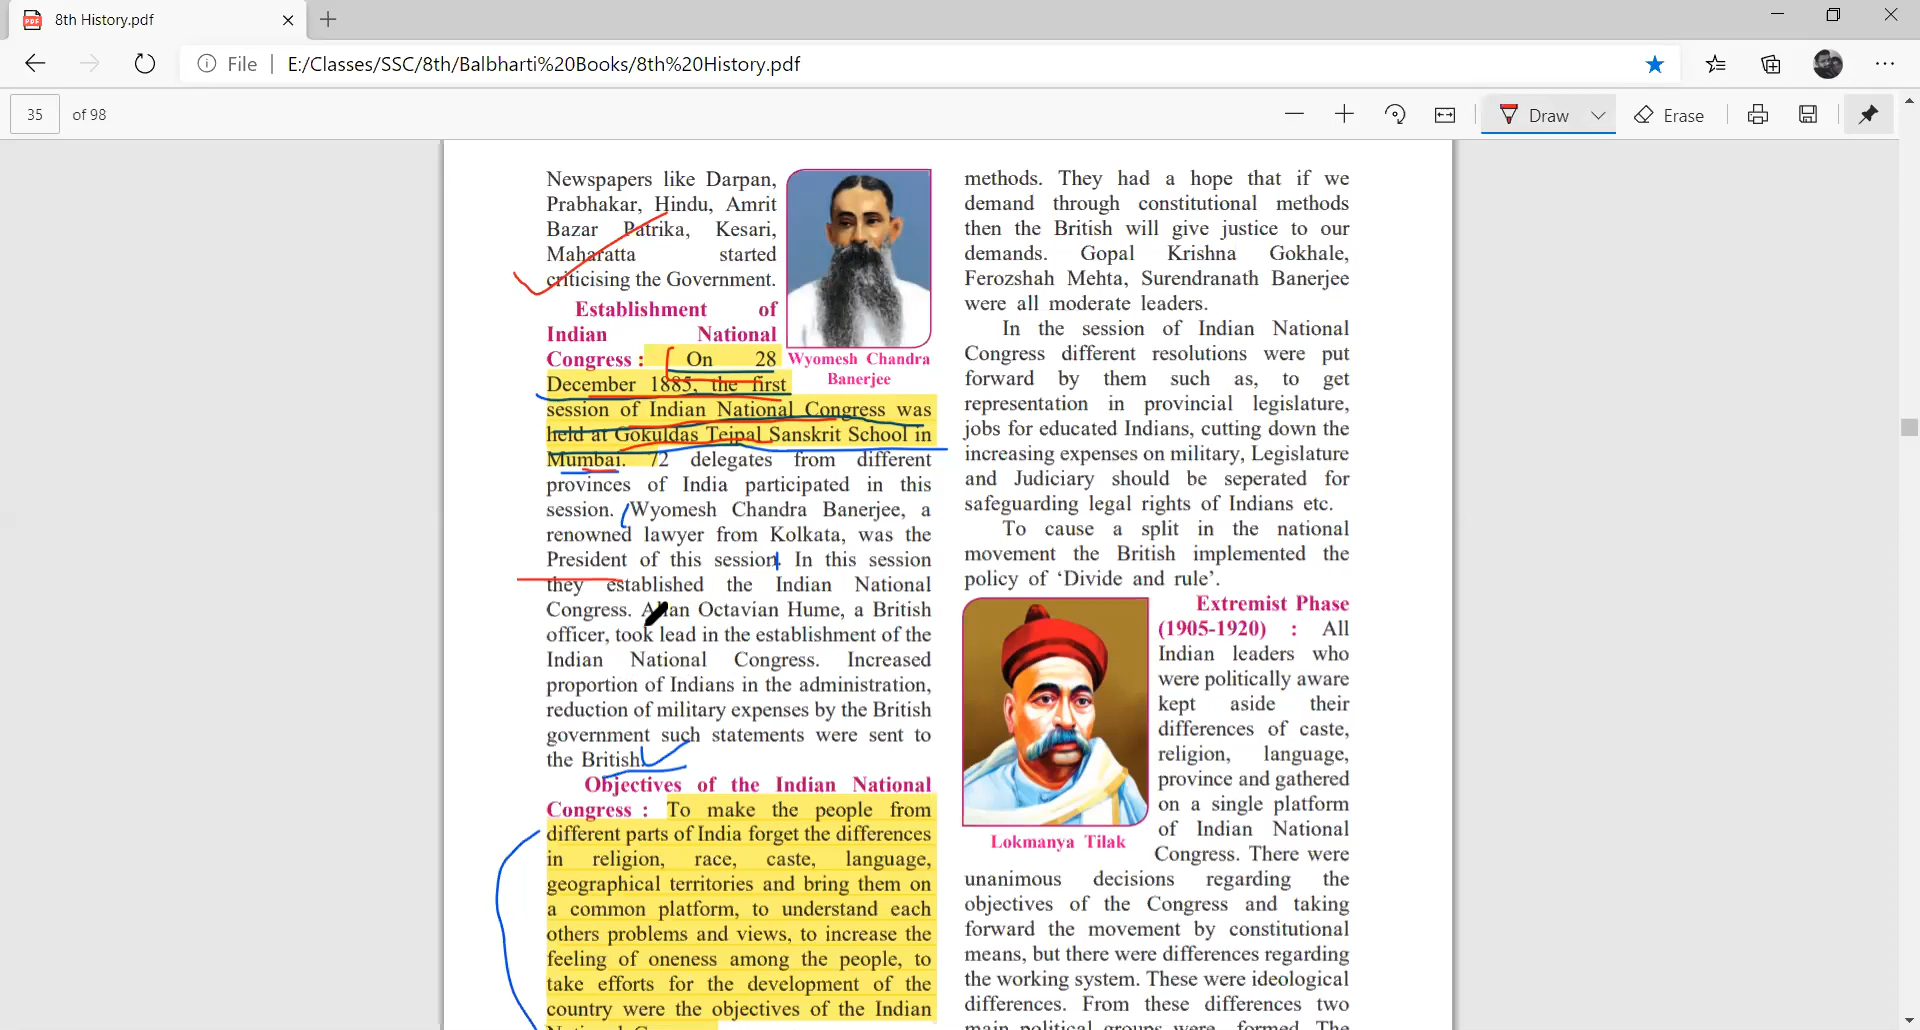 8th History.pdf
File
E:/Classes/SSC/8th/Balbharti%20Books/8th%20History.pdf
35 of 98
Draw
Erase
Newspapers like Darpan,
Prabhakar, Hindu, Amrit
Bazar Patrika, Kesari,
Maharatta started
criticising the Government.
Establishment of
Indian National
Congress : On 28
December 1885, the first
session of Indian National Congress was
held at Gokuldas Tejpal Sanskrit School in
Mumbai. 72 delegates from different
provinces of India participated in this
session. Wyomesh Chandra Banerjee, a
renowned lawyer from Kolkata, was the
President of this session. In this session
they established the Indian National
Congress. Allan Octavian Hume, a British
officer, took lead in the establishment of the
Indian National Congress. Increased
proportion of Indians in the administration,
reduction of military expenses by the British
government such statements were sent to
the British.
Objectives of the Indian National
Congress : To make the people from
different parts of India forget the differences
in religion, race, caste, language,
geographical territories and bring them on
a common platform, to understand each
others problems and views, to increase the
feeling of oneness among the people, to
take efforts for the development of the
country were the objectives of the Indian
Wyomesh Chandra
Banerjee
methods. They had a hope that if we
demand through constitutional methods
then the British will give justice to our
demands. Gopal Krishna Gokhale,
Ferozshah Mehta, Surendranath Banerjee
were all moderate leaders.
In the session of Indian National
Congress different resolutions were put
forward by them such as, to get
representation in provincial legislature,
jobs for educated Indians, cutting down the
increasing expenses on military, Legislature
and Judiciary should be seperated for
safeguarding legal rights of Indians etc.
To cause a split in the national
movement the British implemented the
policy of ‘Divide and rule’.
Extremist Phase
(1905-1920) : All
Indian leaders who
were politically aware
kept aside their
differences of caste,
religion, language,
province and gathered
on a single platform
of Indian National
Congress. There were
Lokmanya Tilak
unanimous decisions regarding the
objectives of the Congress and taking
forward the movement by constitutional
means, but there were differences regarding
the working system. These were ideological
differences. From these differences two
main political groups were formed. The